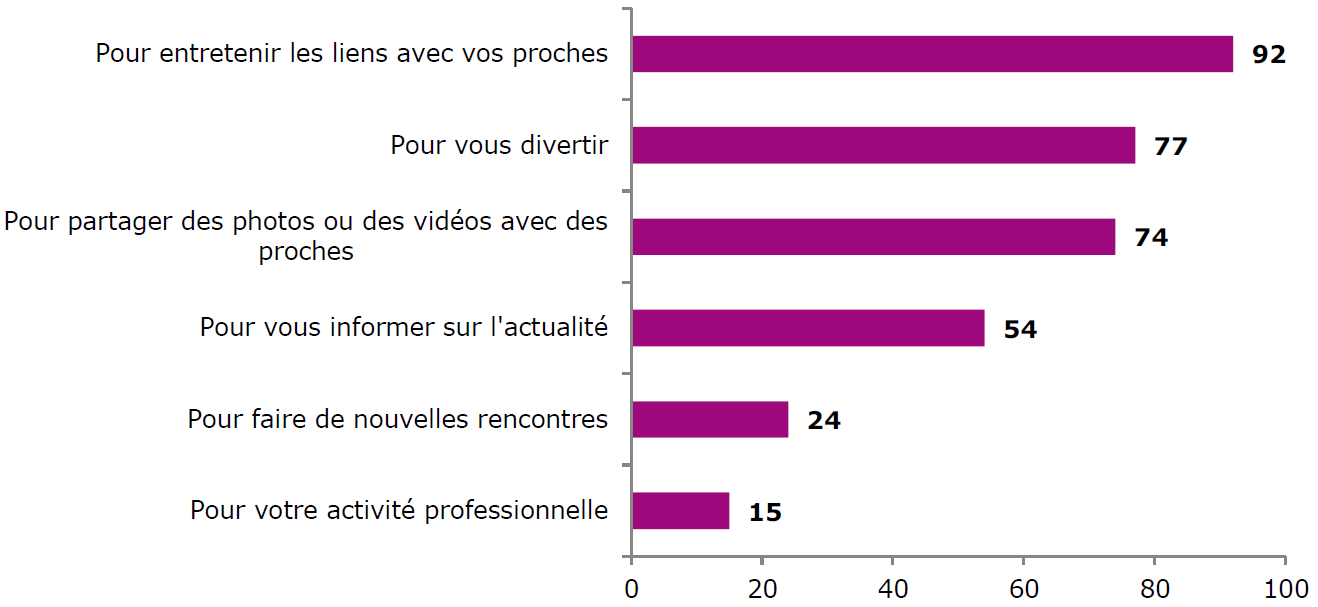 Pour entretenir les liens avec vos proches
92
Pour vous divertir
77
Pour partager des photos ou des vidéos avec des
proches
74
Pour vous informer sur l'actualité
54
Pour faire de nouvelles rencontres
24
Pour votre activité professionnelle
15
0 20 40 60 80 100